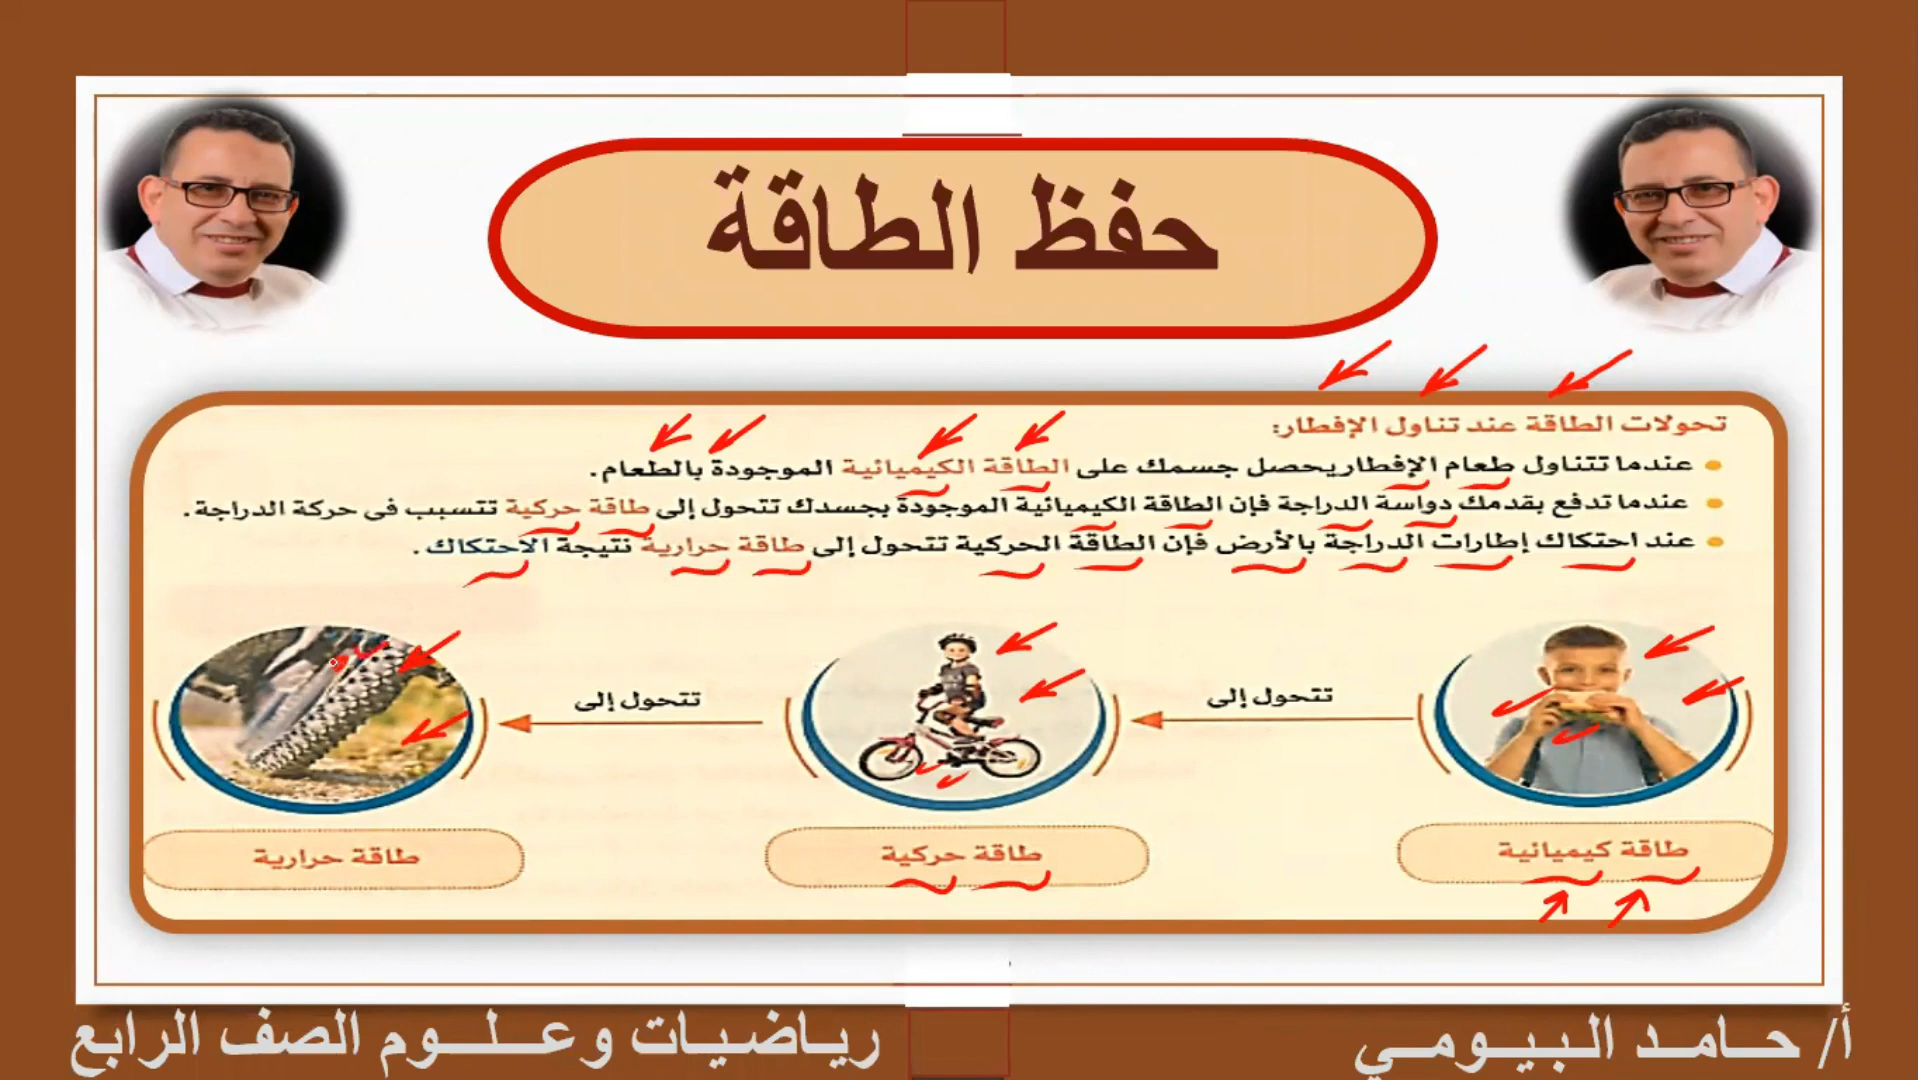 حفظ الطاقة
تحولات الطاقة عند تناول الإفطار:
عندما تتناول طعام الإفطار يحصل جسمك على الطاقة الكيميائية الموجودة بالطعام.
عندما تدفع بقدمك دواسة الدراجة فإن الطاقة الكيميائية الموجودة بجسدك تتحول إلى طاقة حركية تتسبب فى حركة الدراجة.
عند احتكاك إطارات الدراجة بالأرض فإن الطاقة الحركية تتحول إلى طاقة حرارية نتيجة الاحتكاك.
تتحول إلى
تتحول إلى
طاقة كيميائية
طاقة حركية
طاقة حرارية
أ/ حامد البيومي
رياضيات وعلوم الصف الرابع